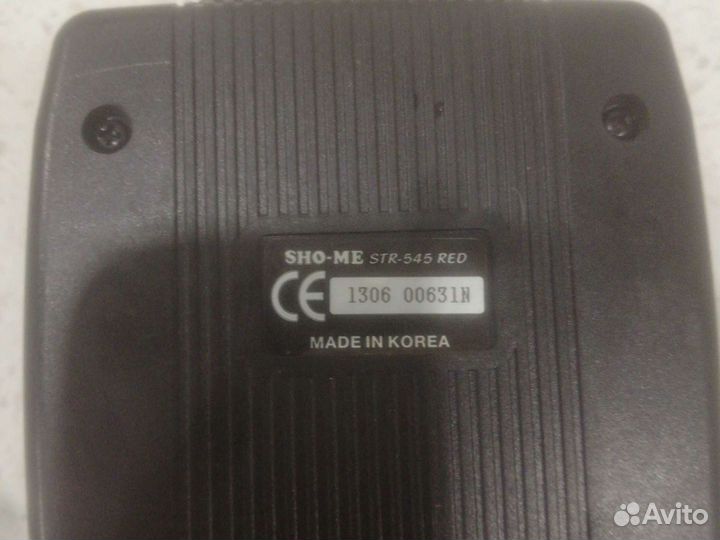 SHO-ME STR-545 RED
CE 1306 00631N
MADE IN KOREA
Avito